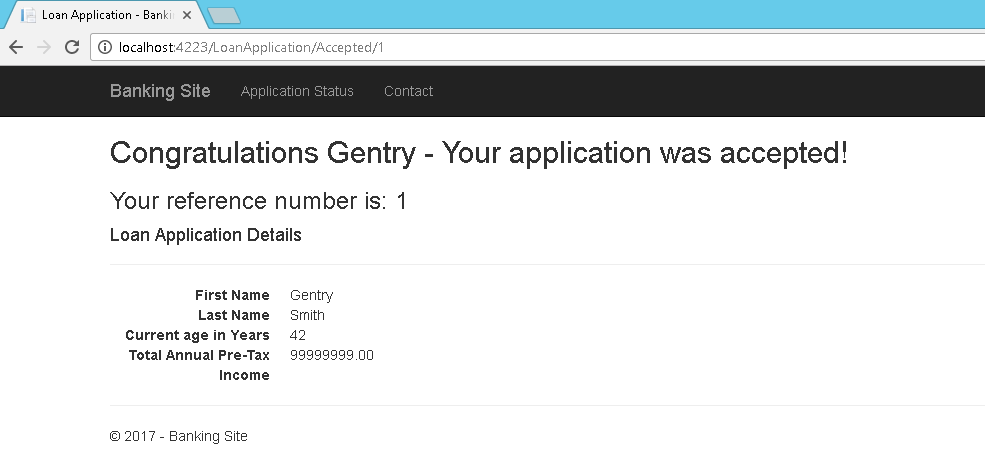 Loan Application - Banki
localhost:4223/LoanApplication/Accepted/1
Banking Site Application Status Contact
Congratulations Gentry - Your application was accepted!
Your reference number is: 1
Loan Application Details
First Name Gentry
Last Name Smith
Current age in Years 42
Total Annual Pre-Tax 99999999.00
Income
© 2017 - Banking Site